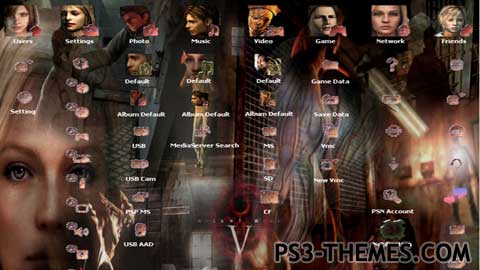 Users Settings Photo Music Video Game Network Friends
Default Default Default Game Data
Setting Album Default Album Default Album Default Save Data
USB MediaServer Search MS Vmc
USB Cam SD New Vmc
PSP MS CF PSN Account
V
USB AAD
PS3-THEMES.COM